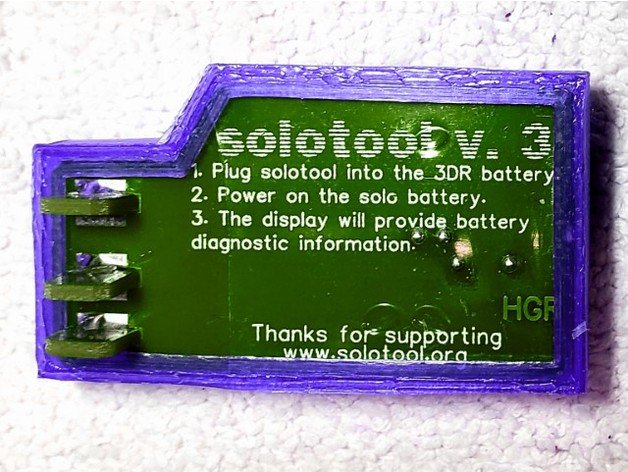 solotool v. 3
1. Plug solotool into the 3DR battery.
2. Power on the solo battery.
3. The display will provide battery
diagnostic information.
HGR
Thanks for supporting
www.solotool.org